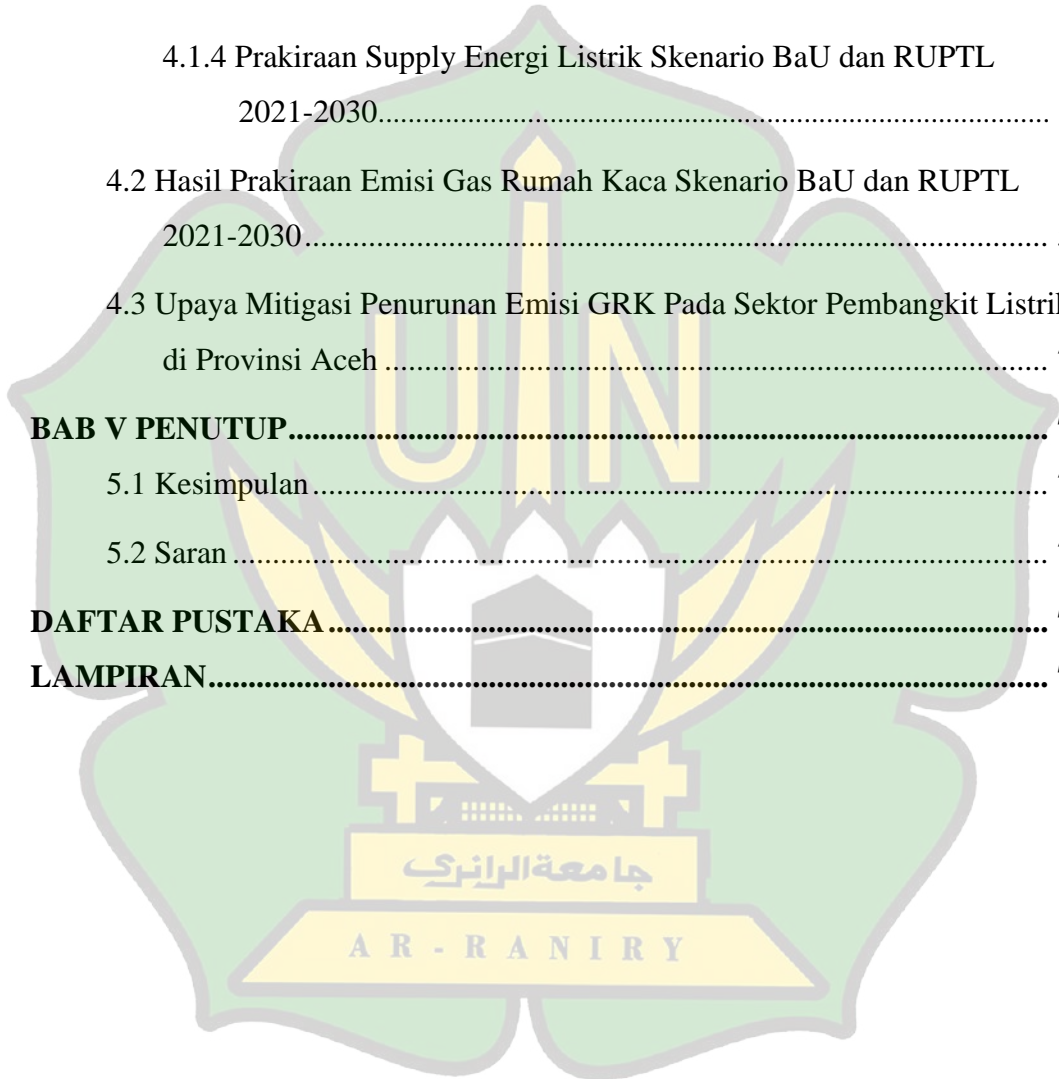 4.1.4 Prakiraan Supply Energi Listrik Skenario BaU dan RUPTL
2021-2030..........................................................................
4.2 Hasil Prakiraan Emisi Gas Rumah Kaca Skenario BaU dan RUPTL
2021-2030..................................................................................
4.3 Upaya Mitigasi Penurunan Emisi GRK Pada Sektor Pembangkit Listrik
di Provinsi Aceh .........................................................................
BAB V PENUTUP..............................................................................
5.1 Kesimpulan.................................................................................
5.2 Saran ..........................................................................................
DAFTAR PUSTAKA..........................................................................
LAMPIRAN......................................................................................
UIN
جامعةالرانري
AR-RANIRY